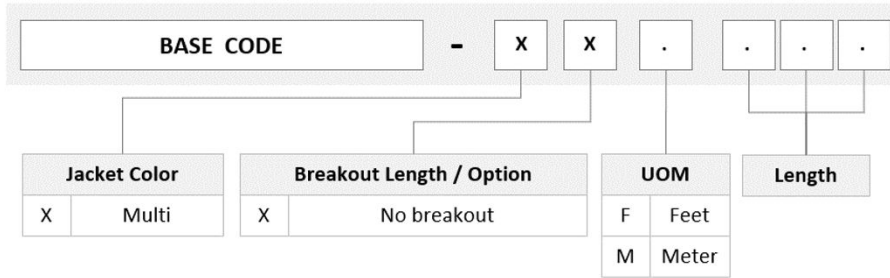 BASE CODE - X X . . . .
Jacket Color
X Multi
Breakout Length / Option
X No breakout
UOM
F Feet
M Meter
Length